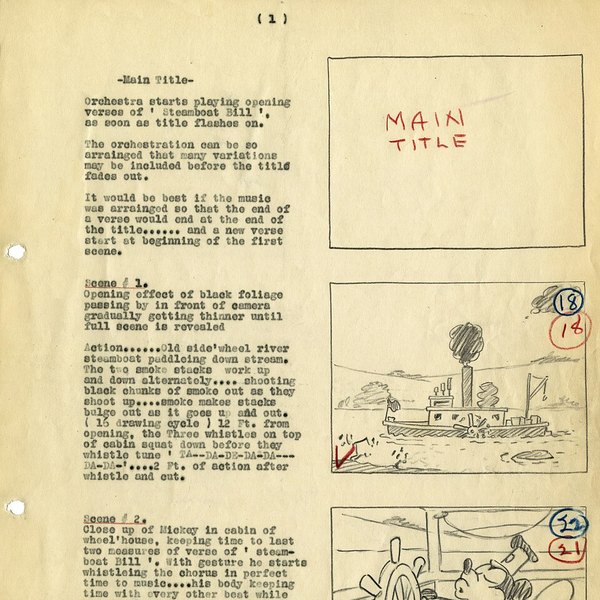 ( 1 )
-Main Title-
Orchestra starts playing opening
verses of ' Steamboat Bill ',
as soon as title flashes on.
The orchestration can be so
arrainged that many variations
may be included before the title
fades out.
It would be best if the music
was arrainged so that the end of
a verse would end at the end of
the title...... and a new verse
start at beginning of the first
scene.
MAIN
TITLE
Scene # 1.
Opening effect of black foliage
passing by in front of camera
gradually getting thinner until
full scene is revealed
Action......Old side'wheel river
steamboat paddleing down stream.
The two smoke stacks work up
and down alternately.... shooting
black chunks of smoke out as they
shoot up....smoke makes stacks
bulge out as it goes up and out.
( 16 drawing cycle ) 12 Ft. from
opening, the Three whistles on top
of cabin squat down before they
whistle tune ' TA---DA-DE-DA-DA---
DA-DA-'....2 Ft. of action after
whistle and cut.
18
18
Scene # 2.
Close up of Mickey in cabin of
wheel'house, keeping time to last
two measures of verse of ' steam-
boat Bill '. With gesture he starts
whistleing the chorus in perfect
time to music....his body keeping
time with every other beat while
21